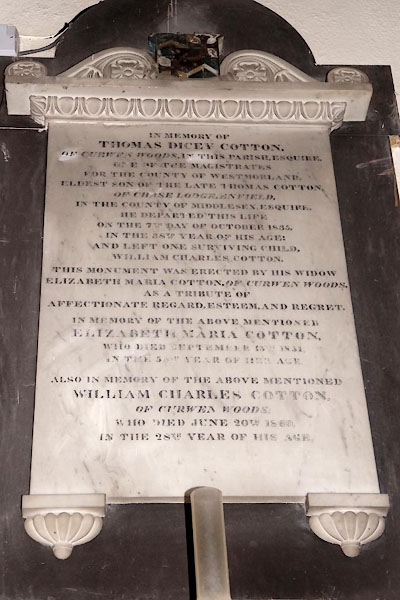 IN MEMORY OF
THOMAS DICEY COTTON,
OF CURWEN WOODS, IN THIS PARISH, ESQUIRE,
ONE OF THE MAGISTRATES
FOR THE COUNTY OF WESTMORLAND,
ELDEST SON OF THE LATE THOMAS COTTON,
OF CHASE LODGE, ENFIELD,
IN THE COUNTY OF MIDDLESEX, ESQUIRE.
HE DEPARTED THIS LIFE
ON THE 7TH DAY OF OCTOBER 1835,
IN THE 38TH YEAR OF HIS AGE:
AND LEFT ONE SURVIVING CHILD,
WILLIAM CHARLES COTTON.
THIS MONUMENT WAS ERECTED BY HIS WIDOW
ELIZABETH MARIA COTTON, OF CURWEN WOODS,
AS A TRIBUTE OF
AFFECTIONATE REGARD, ESTEEM, AND REGRET.
IN MEMORY OF THE ABOVE MENTIONED
ELIZABETH MARIA COTTON,
WHO DIED SEPTEMBER 1851,
IN THE YEAR OF HER AGE
ALSO IN MEMORY OF THE ABOVE MENTIONED
WILLIAM CHARLES COTTON,
OF CURWEN WOODS:
WHO DIED JUNE 20TH
IN THE 28TH YEAR OF HIS AGE,